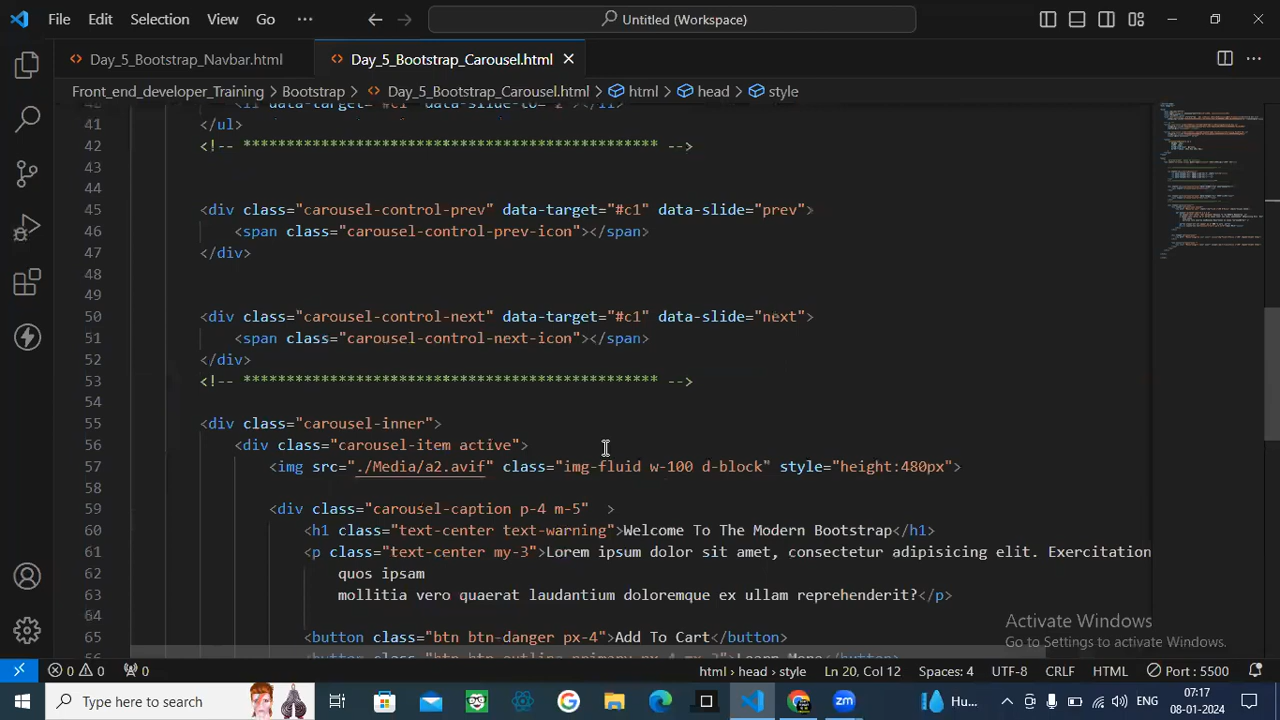 File Edit Selection View Go ··· Untitled (Workspace)
Day_5_Bootstrap_Navbar.html Day_5_Bootstrap_Carousel.html
Front_end_developer_Training > Bootstrap > Day_5_Bootstrap_Carousel.html > html > head > style
41 </ul>
42 <!-- ************************************************ -->
43
44
45 <div class="carousel-control-prev" data-target="#c1" data-slide="prev">
46 <span class="carousel-control-prev-icon"></span>
47 </div>
48
49
50 <div class="carousel-control-next" data-target="#c1" data-slide="next">
51 <span class="carousel-control-next-icon"></span>
52 </div>
53 <!-- ************************************************ -->
54
55 <div class="carousel-inner">
56 <div class="carousel-item active">
57 <img src="./Media/a2.avif" class="img-fluid w-100 d-block" style="height:480px">
58
59 <div class="carousel-caption p-4 m-5" >
60 <h1 class="text-center text-warning">Welcome To The Modern Bootstrap</h1>
61 <p class="text-center my-3">Lorem ipsum dolor sit amet, consectetur adipisicing elit. Exercitation
62 quos ipsam
63 mollitia vero quaerat laudantium doloremque ex ullam reprehenderit?</p>
64
65 <button class="btn btn-danger px-4">Add To Cart</button>
Activate Windows
Go to Settings to activate Windows.
0 0 0 html > head > style Ln 20, Col 12 Spaces: 4 UTF-8 CRLF HTML Port : 5500
Type here to search Hu... ENG 07:17
08-01-2024